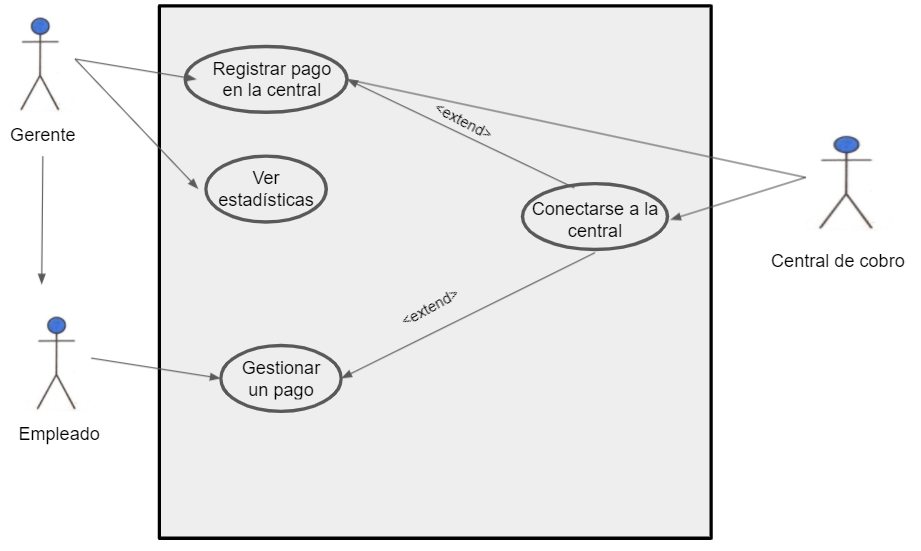 Registrar pago
en la central
Gerente
<extend>
Ver
estadísticas
Conectarse a la
central
Central de cobro
<extend>
Gestionar
un pago
Empleado